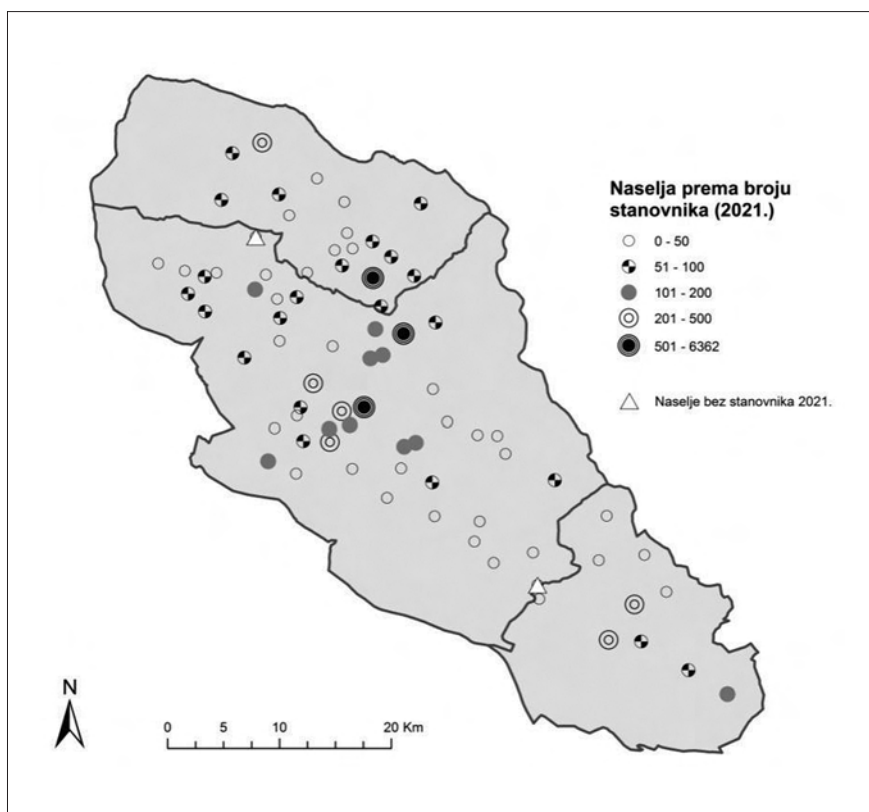 Naselja prema broju
stanovnika (2021.)
0 - 50
51 - 100
101 - 200
201 - 500
501 - 6362
Naselje bez stanovnika 2021.
N
0 5 10 20 Km